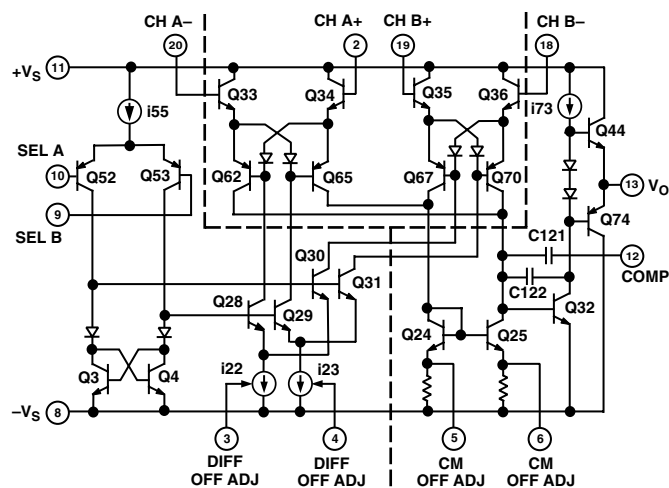 CH A– CH A+ CH B+ CH B–
20 2 19 18
+VS 11
Q33 Q34 Q35 Q36
i55 i73 Q44
SEL A
10 Q52 Q53 Q62 Q65 Q67 Q70 13 VO
9 Q74
SEL B
C121
Q30 12
Q31 C122 COMP
Q28 Q29 Q32
Q24 Q25
Q3 Q4 i22 i23
–VS 8
3 4 5 6
DIFF OFF ADJ
DIFF OFF ADJ
CM OFF ADJ
CM OFF ADJ